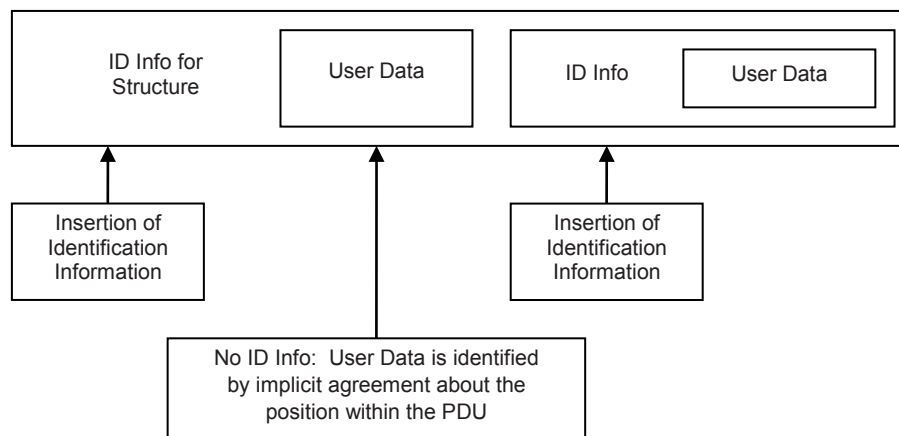 ID Info for
Structure
User Data
ID Info
User Data
Insertion of
Identification
Information
Insertion of
Identification
Information
No ID Info:  User Data is identified
by implicit agreement about the
position within the PDU